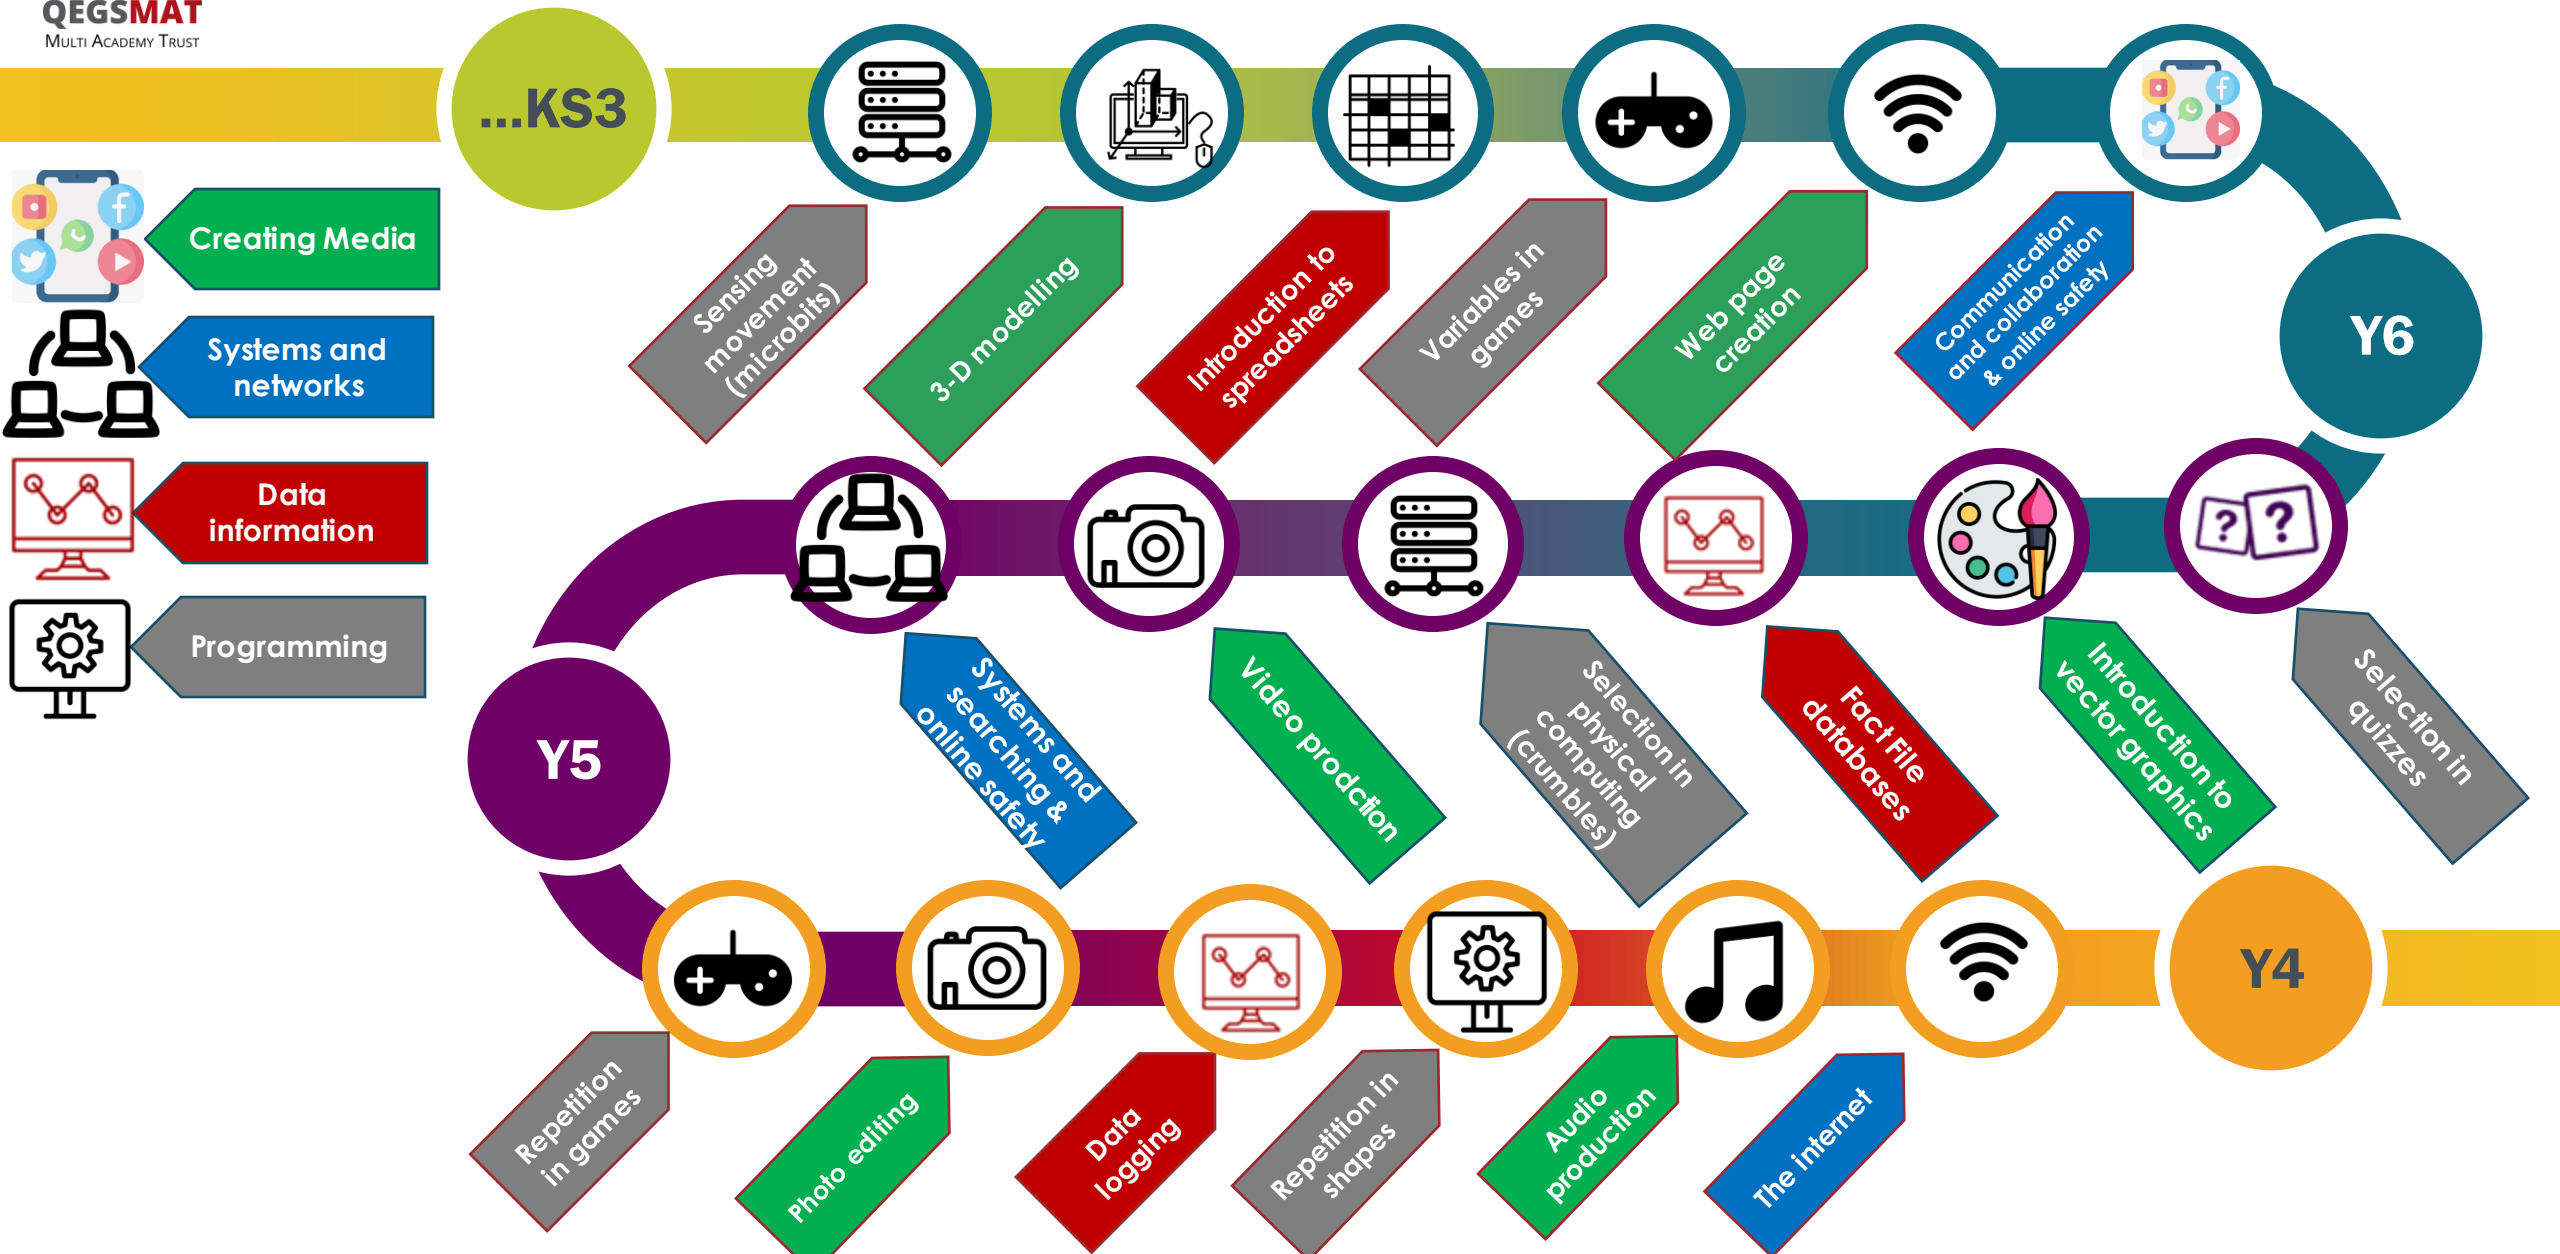 QEGSMAT
MULTI ACADEMY TRUST
...KS3
Creating Media
Systems and
networks
Data
information
Programming
Sensing
movement
(microbits)
3-D modelling
Introduction to
spreadsheets
Variables in
games
Web page
creation
Communication
and collaboration
& online safety
Y6
Systems and
searching &
online safety
Video prodction
Selection in
physical
computing
(crumbles)
Fact File
databases
Introduction to
vector graphics
Selection in
quizzes
? ?
Y5
Y4
Repetition
in games
Photo editing
Data
logging
Repetition in
shapes
Audio
production
The internet